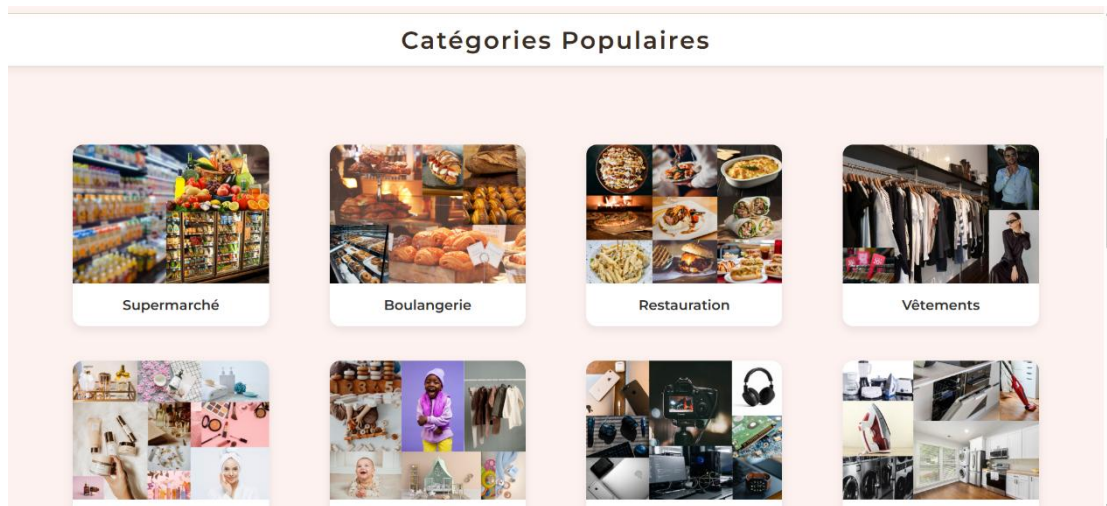 Catégories Populaires
Supermarché
Boulangerie
Restauration
Vêtements